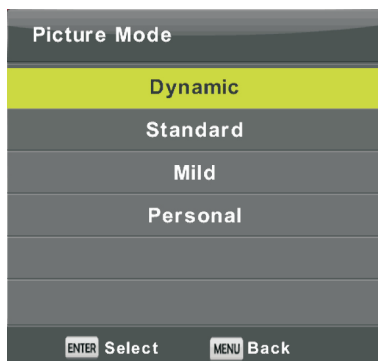 Picture Mode
Dynamic
Standard
Mild
Personal
ENTER Select MENU Back